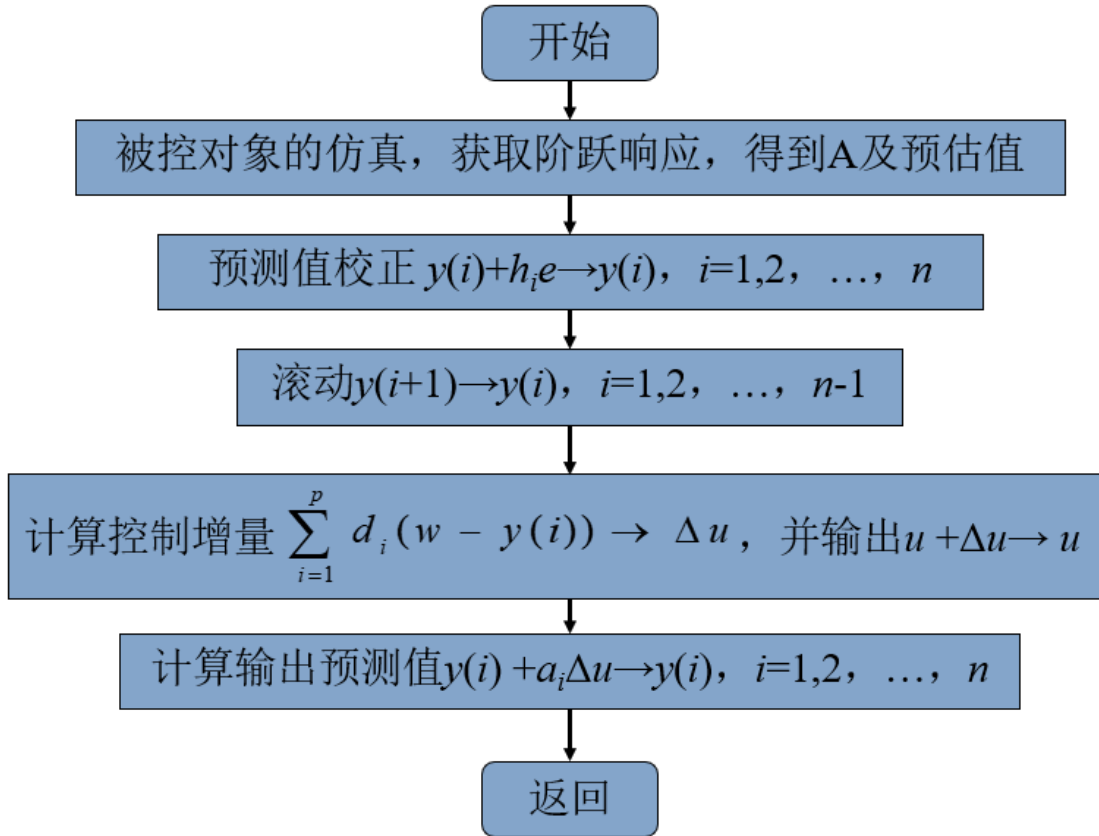 开始
被控对象的仿真，获取阶跃响应，得到A及预估值
预测值校正 y(i)+hᵢe→y(i)，i=1,2，…，n
滚动y(i+1)→y(i)，i=1,2，…，n-1
计算控制增量 ∑_{i=1}^{p} dᵢ(w − y(i)) → Δu，并输出u +Δu→ u
计算输出预测值y(i) +aᵢΔu→y(i)，i=1,2，…，n
返回